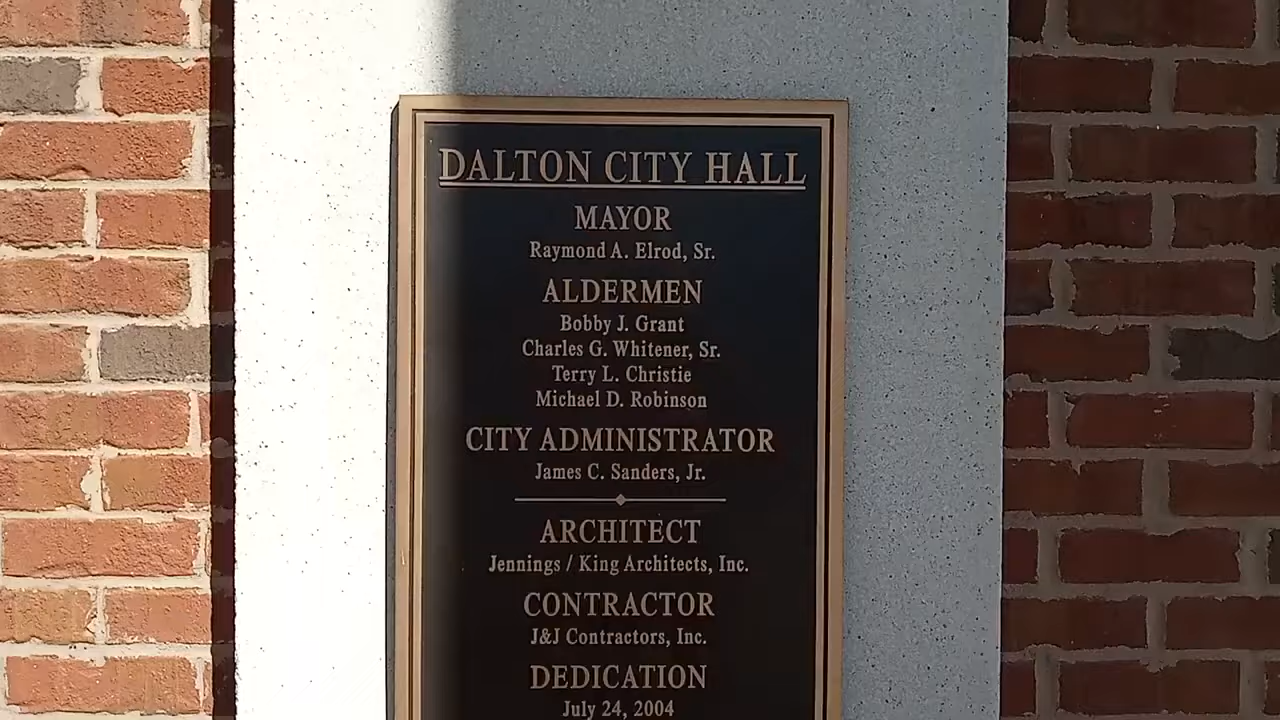 DALTON CITY HALL
MAYOR
Raymond A. Elrod, Sr.
ALDERMEN
Bobby J. Grant
Charles G. Whitener, Sr.
Terry L. Christie
Michael D. Robinson
CITY ADMINISTRATOR
James C. Sanders, Jr.
ARCHITECT
Jennings / King Architects, Inc.
CONTRACTOR
J&J Contractors, Inc.
DEDICATION
July 24, 2004